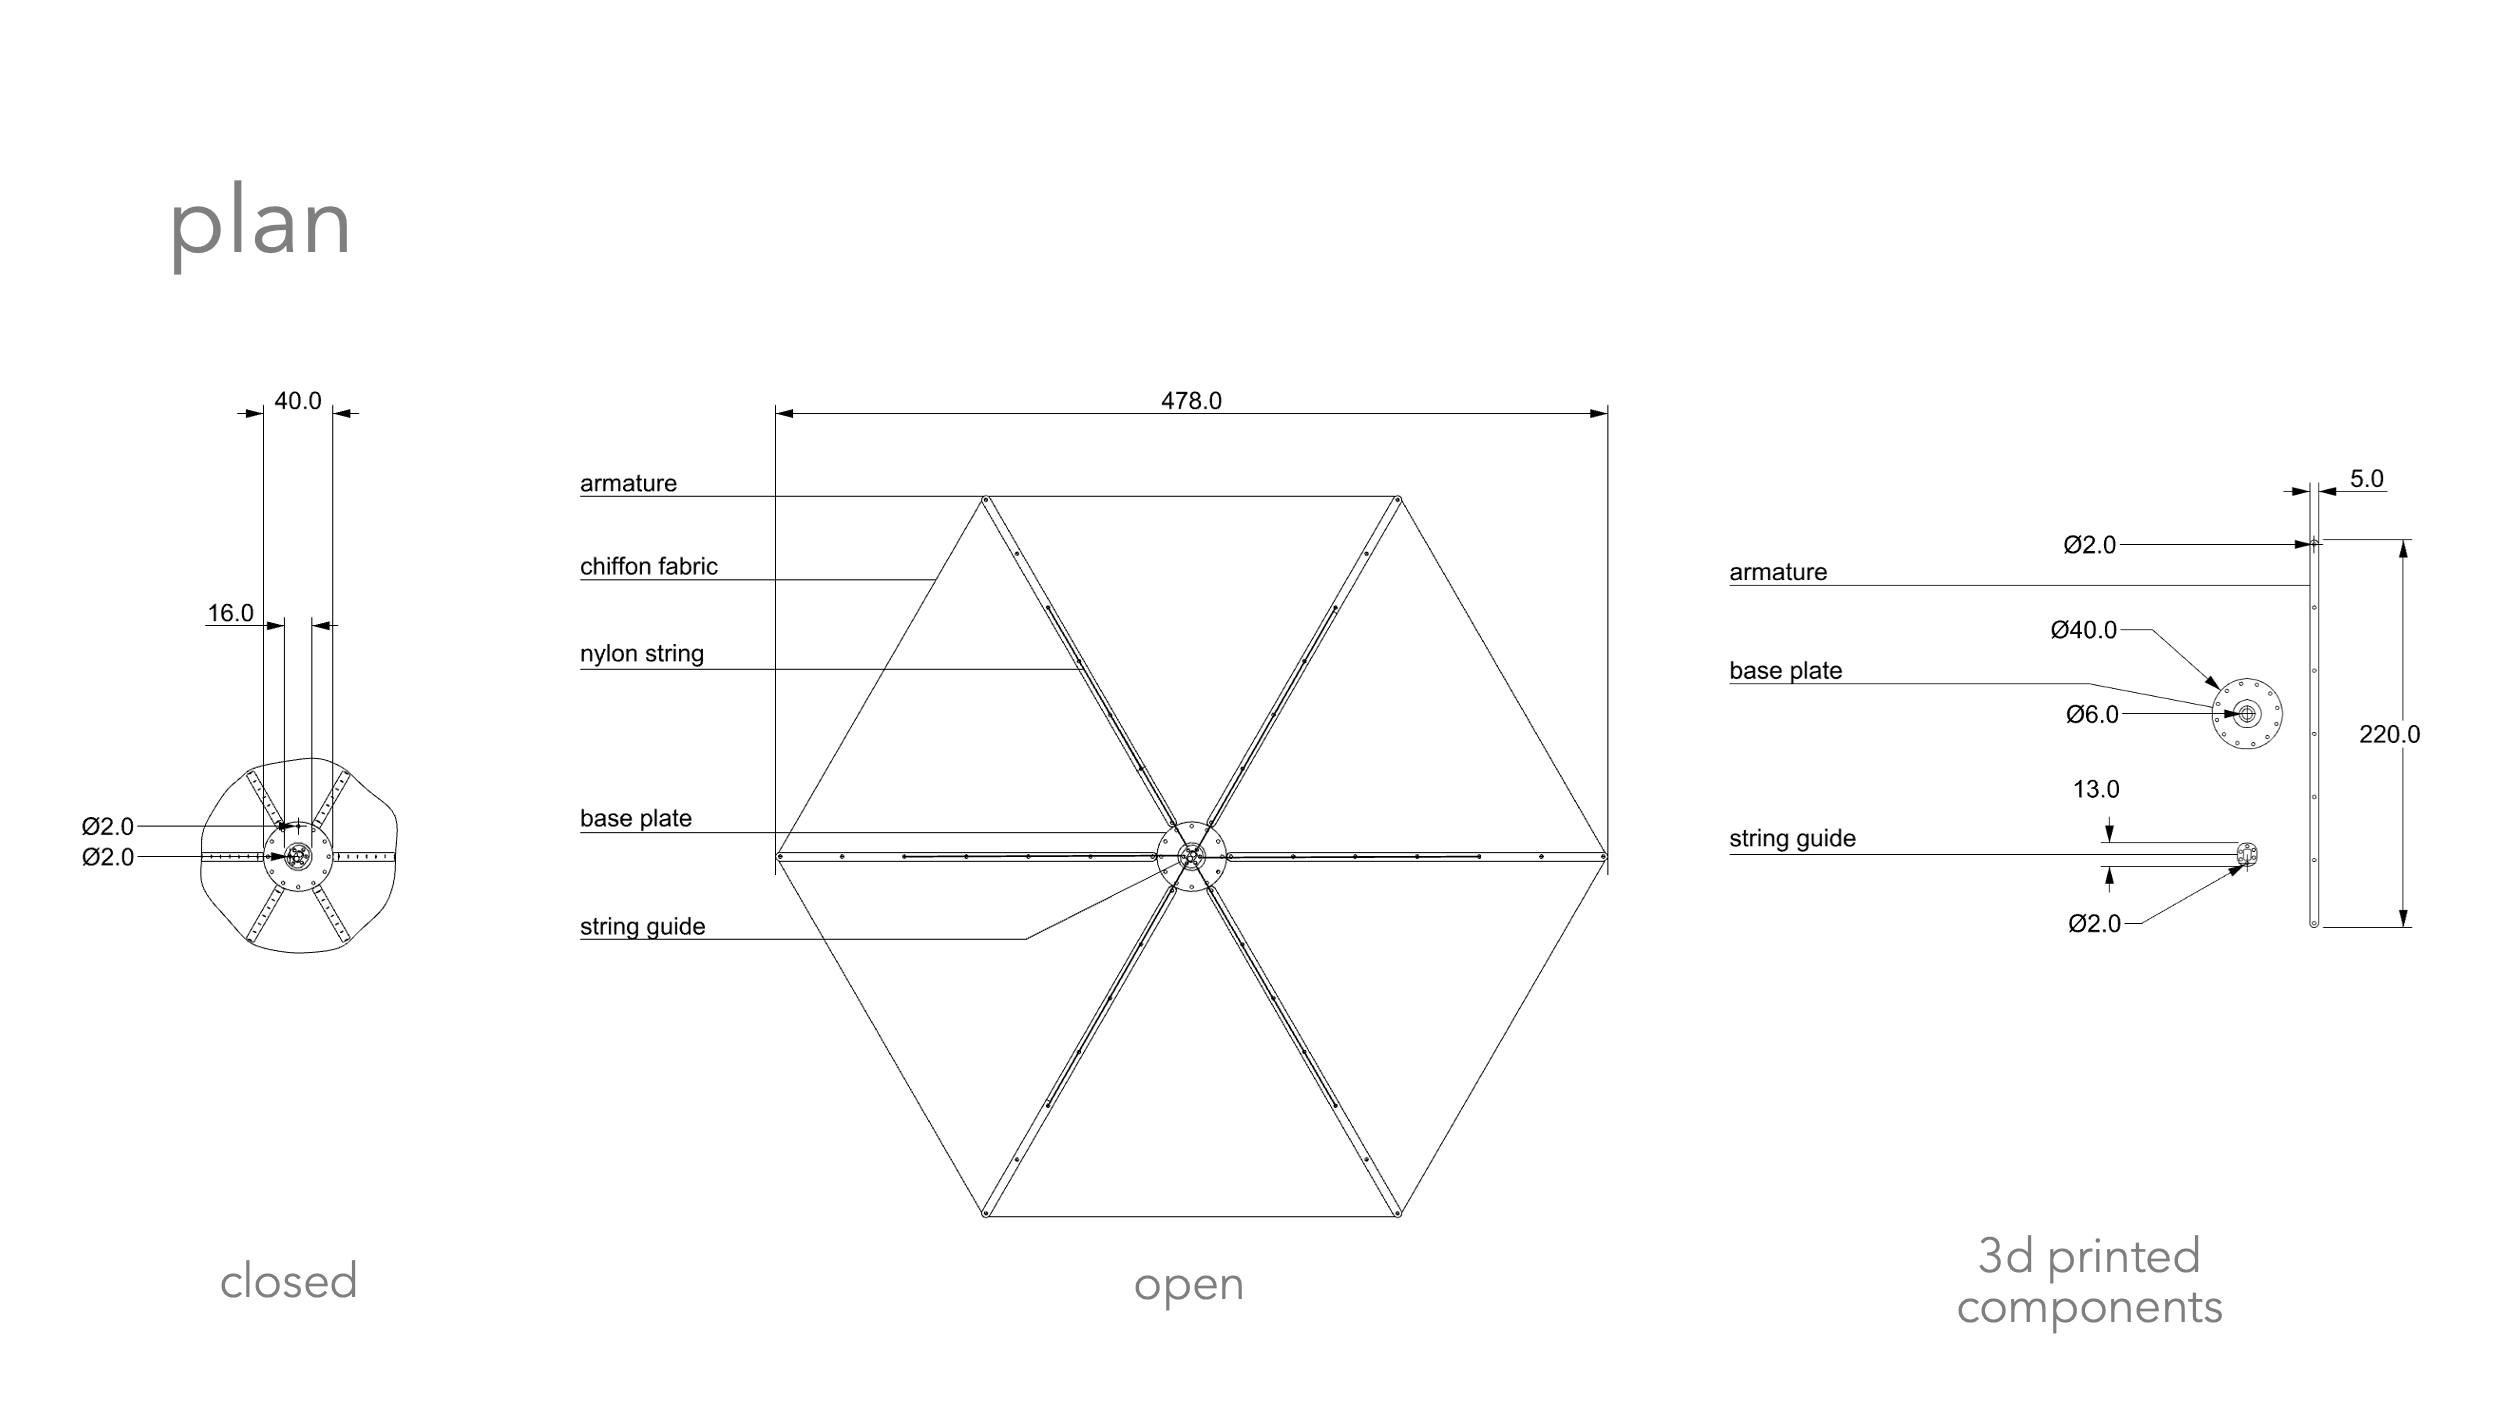 plan
40.0
16.0
Ø2.0
Ø2.0
closed
478.0
armature
chiffon fabric
nylon string
base plate
string guide
open
5.0
Ø2.0
armature
Ø40.0
base plate
Ø6.0
220.0
13.0
string guide
Ø2.0
3d printed
components